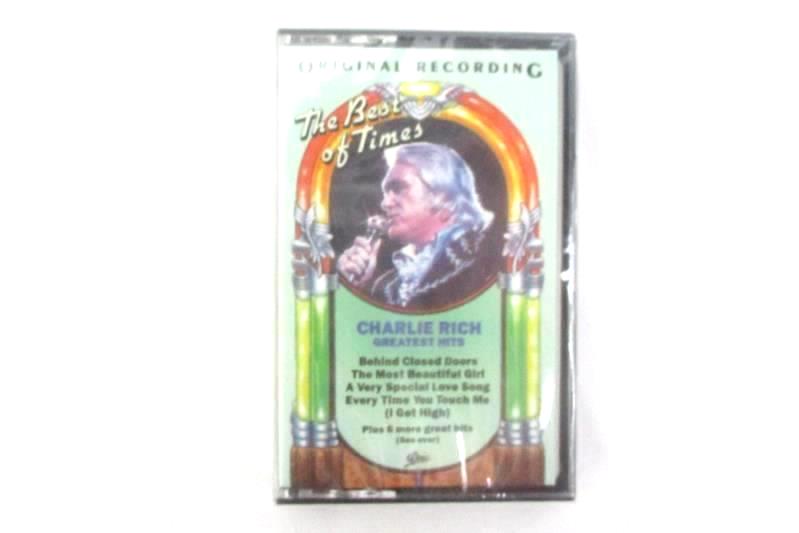 ORIGINAL RECORDING
The Best
of Times
CHARLIE RICH
GREATEST HITS
Behind Closed Doors
The Most Beautiful Girl
A Very Special Love Song
Every Time You Touch Me
(I Get High)
Plus 6 more great hits
(See over)
Epic